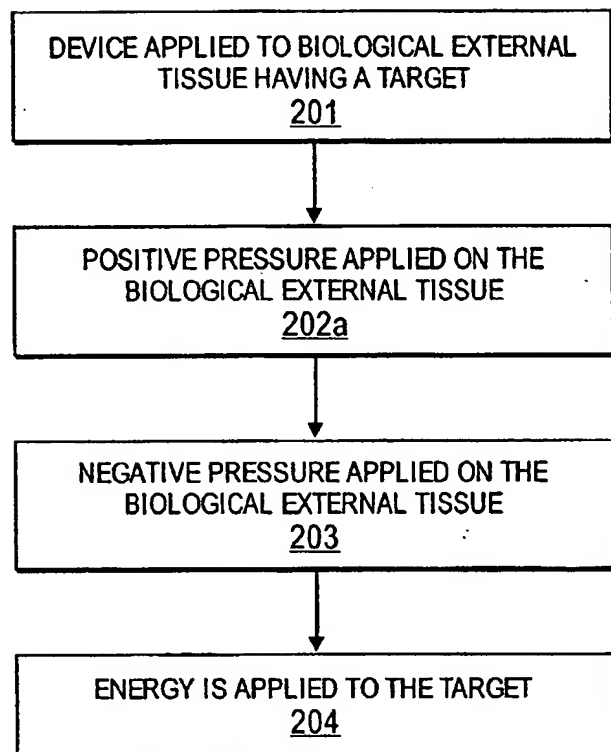 DEVICE APPLIED TO BIOLOGICAL EXTERNAL
TISSUE HAVING A TARGET
201
POSITIVE PRESSURE APPLIED ON THE
BIOLOGICAL EXTERNAL TISSUE
202a
NEGATIVE PRESSURE APPLIED ON THE
BIOLOGICAL EXTERNAL TISSUE
203
ENERGY IS APPLIED TO THE TARGET
204